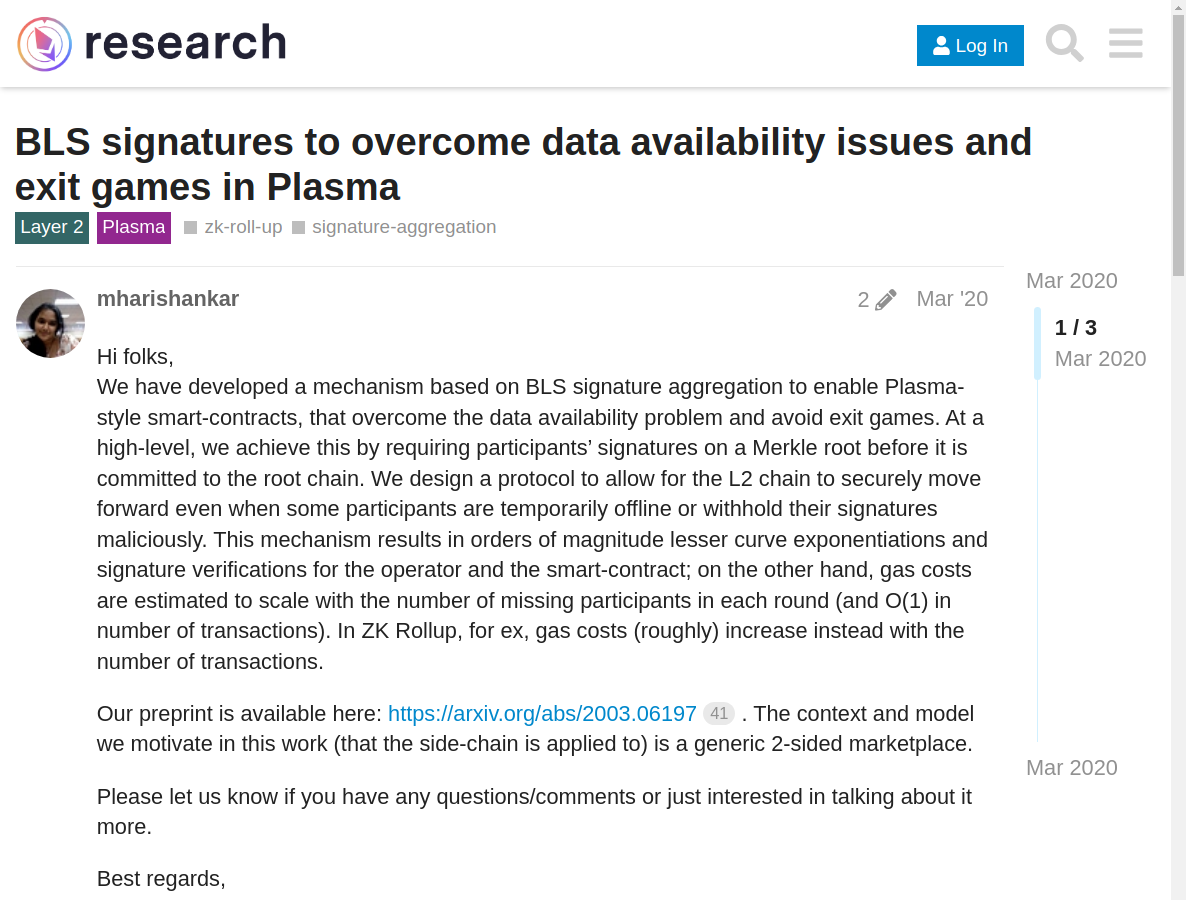 research
Log In
BLS signatures to overcome data availability issues and
exit games in Plasma
Layer 2 Plasma zk-roll-up signature-aggregation
mharishankar 2 Mar '20
Hi folks,
We have developed a mechanism based on BLS signature aggregation to enable Plasma-
style smart-contracts, that overcome the data availability problem and avoid exit games. At a
high-level, we achieve this by requiring participants’ signatures on a Merkle root before it is
committed to the root chain. We design a protocol to allow for the L2 chain to securely move
forward even when some participants are temporarily offline or withhold their signatures
maliciously. This mechanism results in orders of magnitude lesser curve exponentiations and
signature verifications for the operator and the smart-contract; on the other hand, gas costs
are estimated to scale with the number of missing participants in each round (and O(1) in
number of transactions). In ZK Rollup, for ex, gas costs (roughly) increase instead with the
number of transactions.
Our preprint is available here: https://arxiv.org/abs/2003.06197 41 . The context and model
we motivate in this work (that the side-chain is applied to) is a generic 2-sided marketplace.
Please let us know if you have any questions/comments or just interested in talking about it
more.
Best regards,
Mar 2020
1 / 3
Mar 2020
Mar 2020